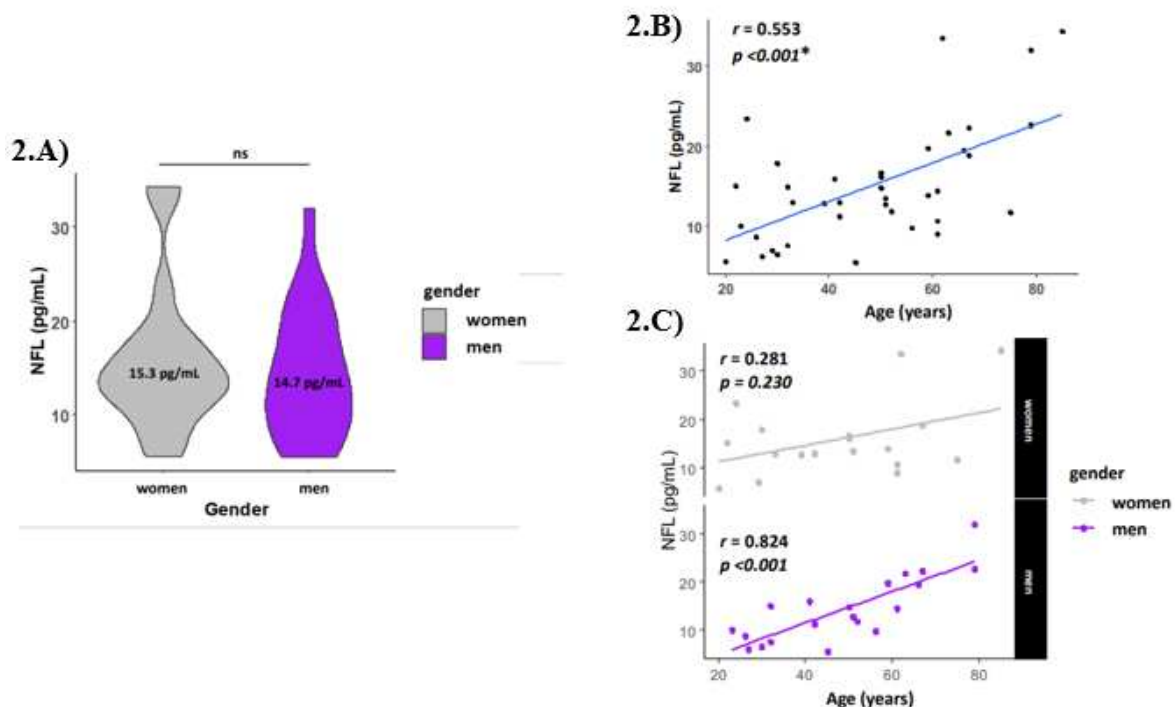 2.A)
ns
NFL (pg/mL)
30
20
10
15.3 pg/mL
14.7 pg/mL
women
men
Gender
gender
women
men
2.B)
r = 0.553
p <0.001*
NFL (pg/mL)
30
20
10
20
40
60
80
Age (years)
2.C)
r = 0.281
p = 0.230
30
20
10
women
NFL (pg/mL)
r = 0.824
p <0.001
30
20
10
men
20
40
60
80
Age (years)
gender
women
men